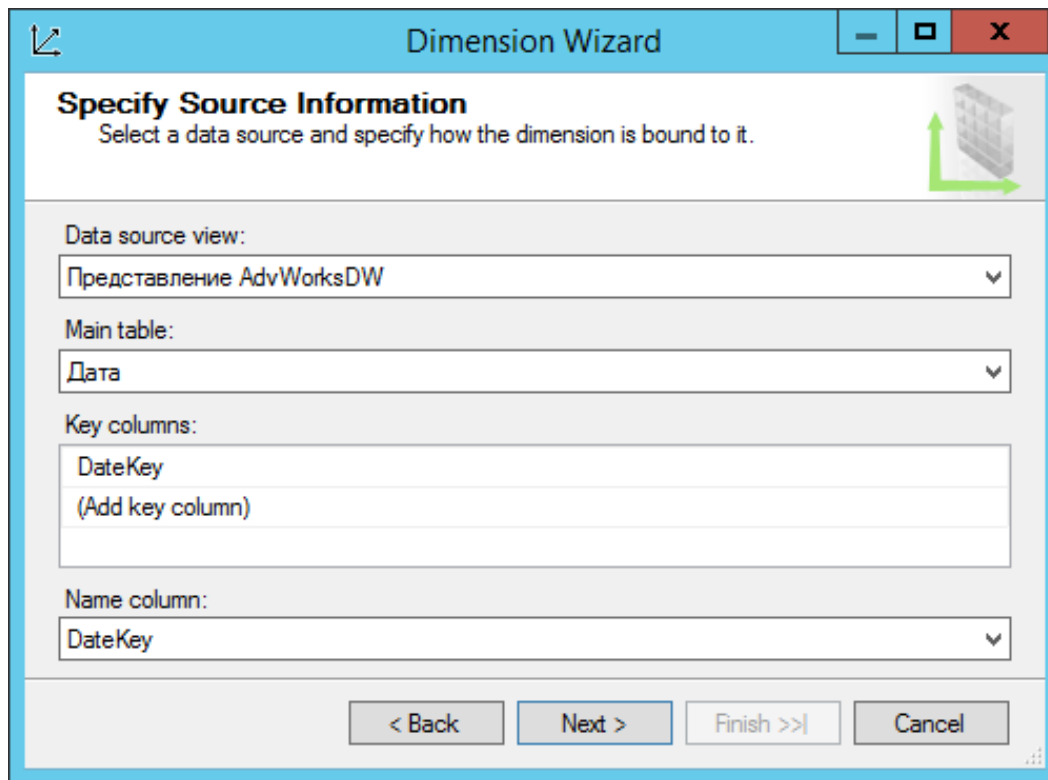 Dimension Wizard
Specify Source Information
Select a data source and specify how the dimension is bound to it.
Data source view:
Представление AdvWorksDW
Main table:
Дата
Key columns:
DateKey
(Add key column)
Name column:
DateKey
< Back
Next >
Finish >>|
Cancel